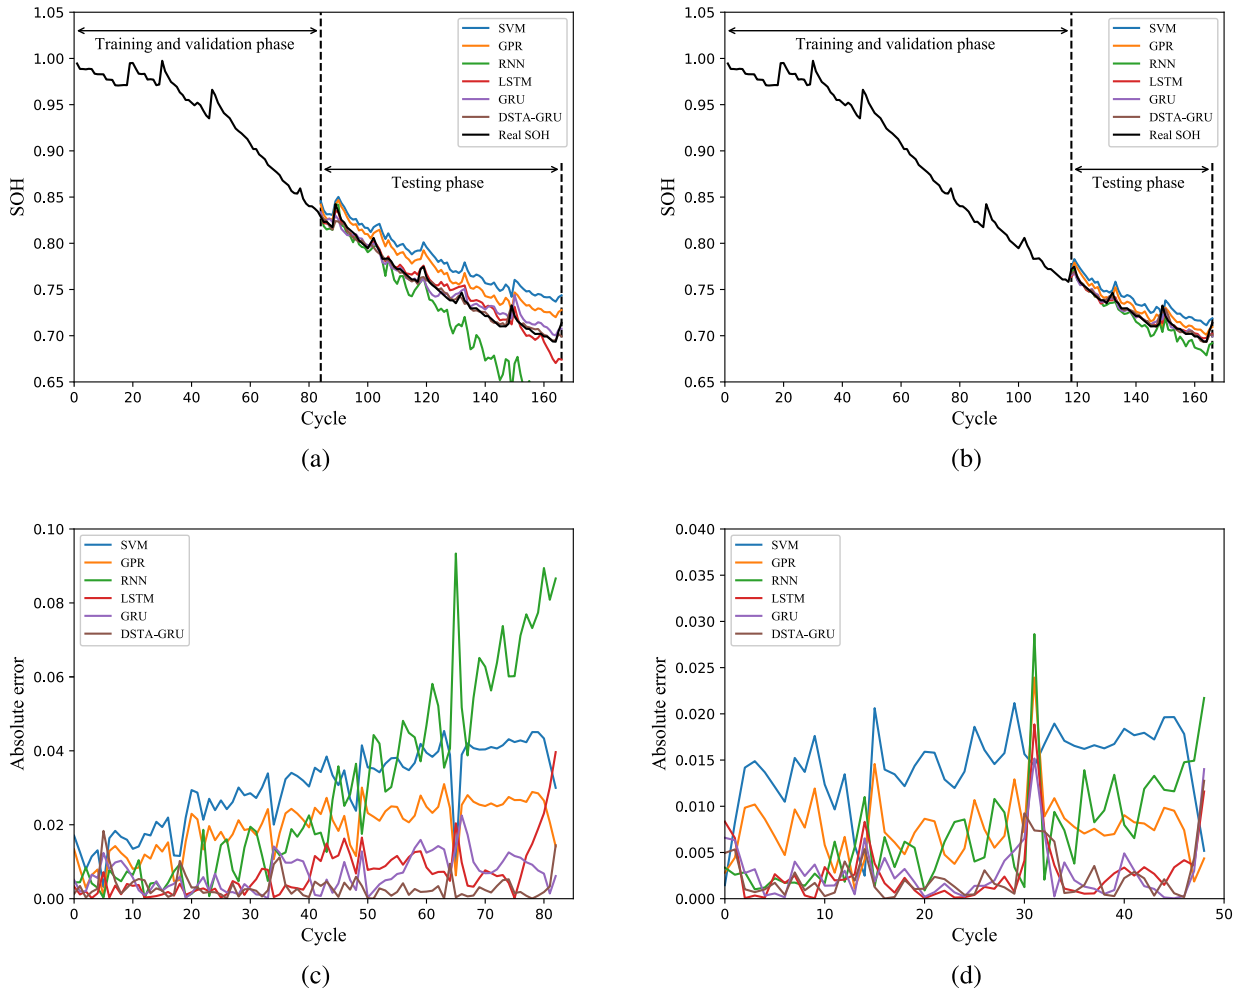 1.05
1.00
0.95
0.90
0.85
0.80
0.75
0.70
0.65
SOH
Training and validation phase
Testing phase
SVM
GPR
RNN
LSTM
GRU
DSTA-GRU
Real SOH
0 20 40 60 80 100 120 140 160
Cycle
(a)
1.05
1.00
0.95
0.90
0.85
0.80
0.75
0.70
0.65
SOH
Training and validation phase
Testing phase
SVM
GPR
RNN
LSTM
GRU
DSTA-GRU
Real SOH
0 20 40 60 80 100 120 140 160
Cycle
(b)
0.10
0.08
0.06
0.04
0.02
0.00
Absolute error
SVM
GPR
RNN
LSTM
GRU
DSTA-GRU
0 10 20 30 40 50 60 70 80
Cycle
(c)
0.040
0.035
0.030
0.025
0.020
0.015
0.010
0.005
0.000
Absolute error
SVM
GPR
RNN
LSTM
GRU
DSTA-GRU
0 10 20 30 40 50
Cycle
(d)